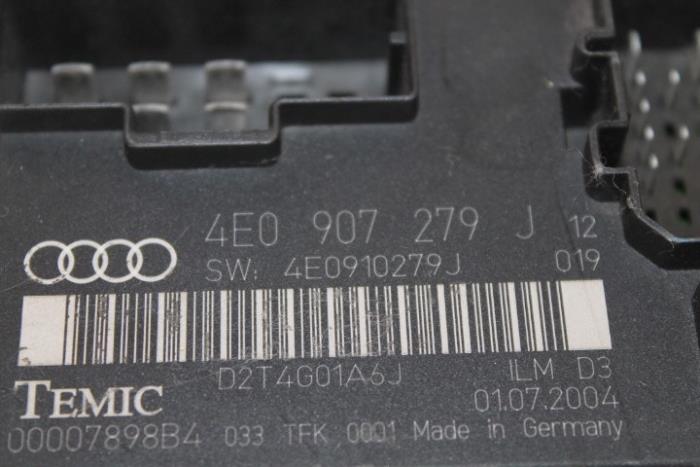 4E0 907 279 J 12
SW: 4E0910279J 019
D2T4G01A6J ILM D3
TEMIC 01.07.2004
00007898B4 033 TFK 0001 Made in Germany